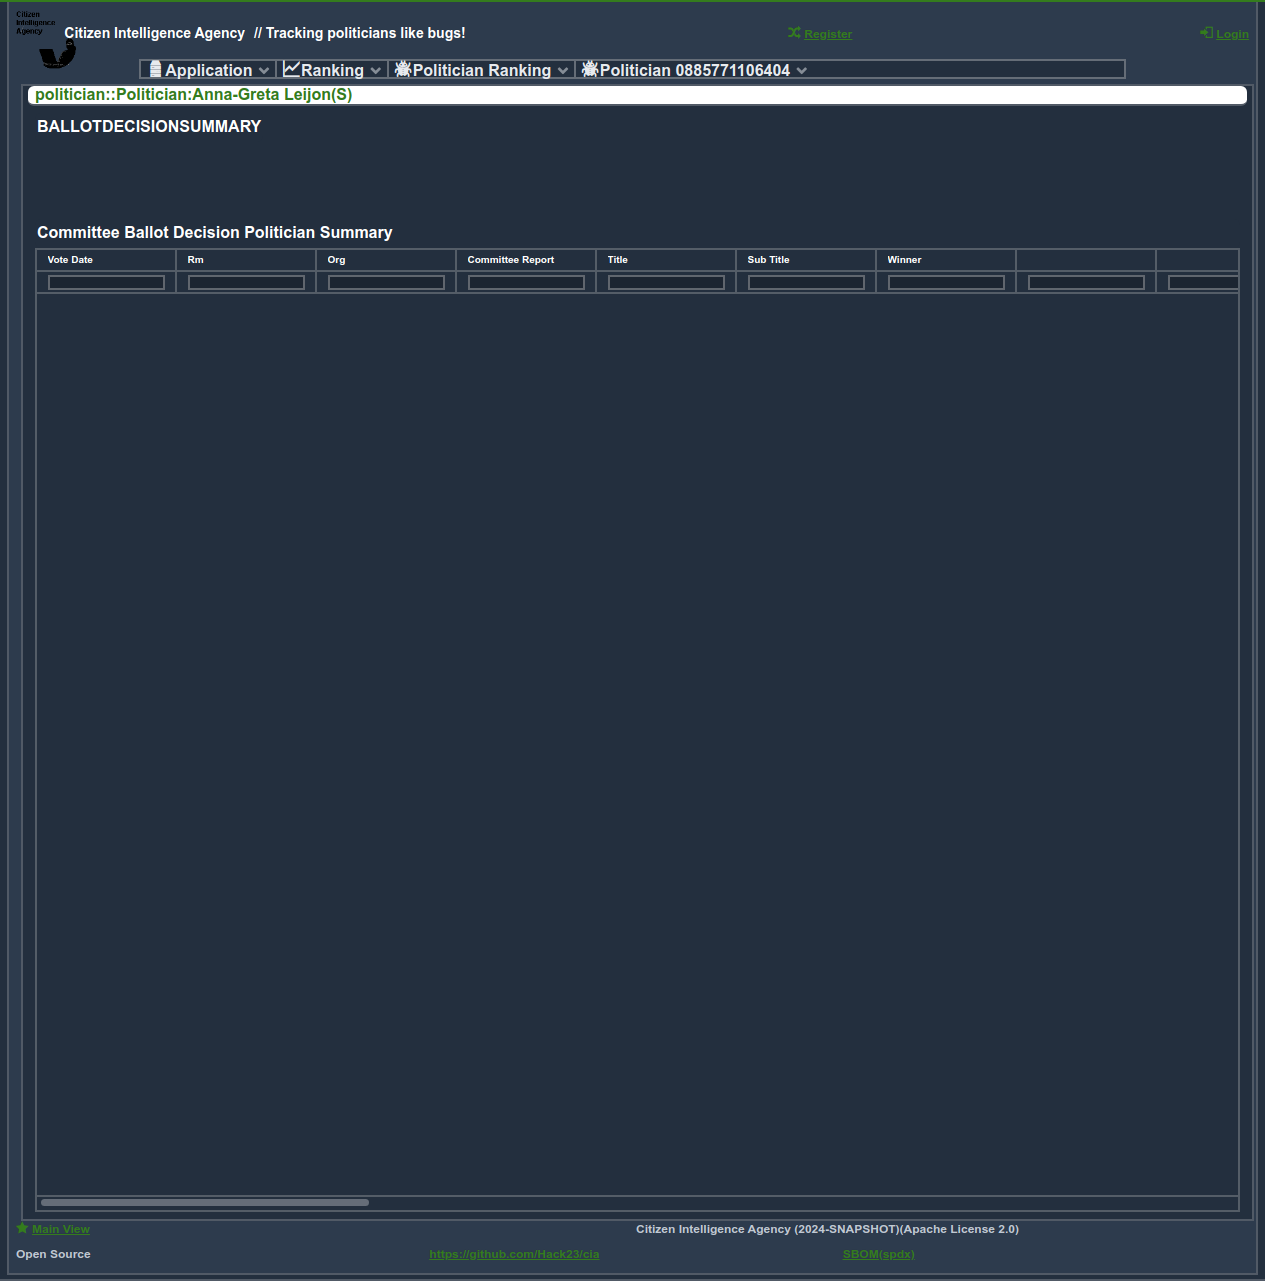 Citizen
Intelligence
Agency
Citizen Intelligence Agency // Tracking politicians like bugs!
Register
Login
Application
Ranking
Politician Ranking
Politician 0885771106404
politician::Politician:Anna-Greta Leijon(S)
BALLOTDECISIONSUMMARY
Committee Ballot Decision Politician Summary
Vote Date Rm Org Committee Report Title Sub Title Winner
Main View
Citizen Intelligence Agency (2024-SNAPSHOT)(Apache License 2.0)
Open Source
https://github.com/Hack23/cia
SBOM(spdx)